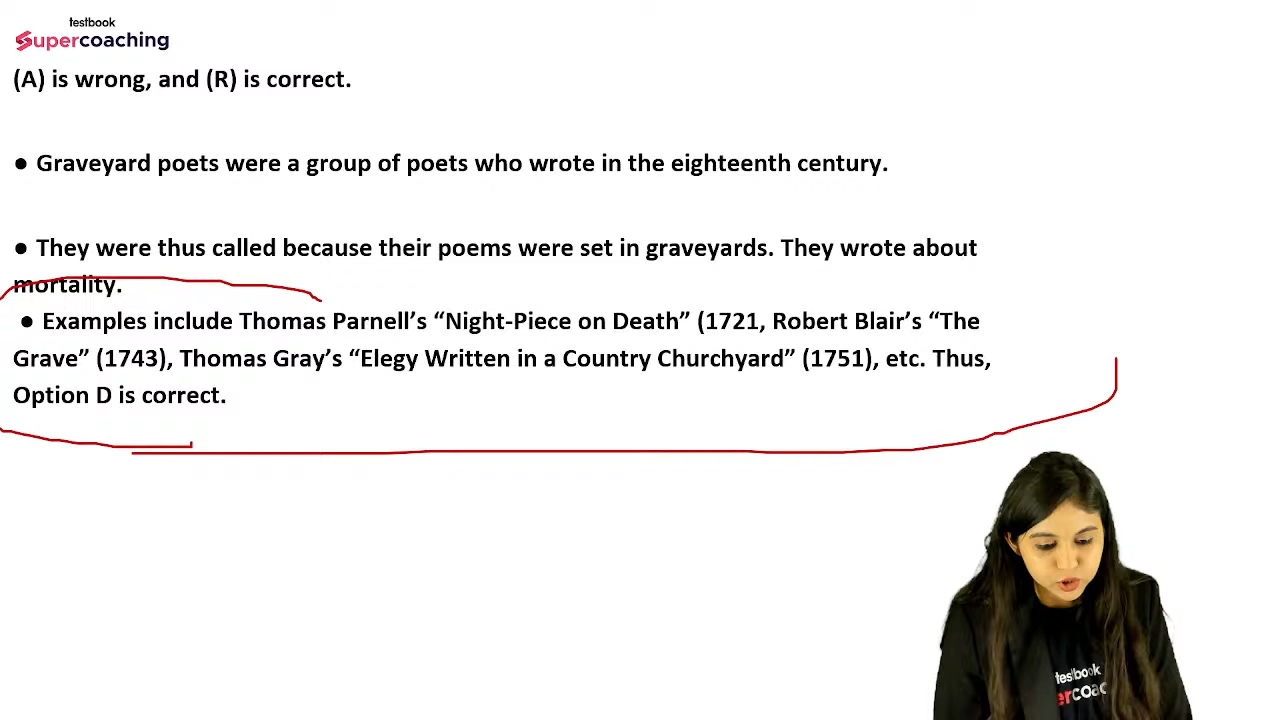 testbook
Supercoaching
(A) is wrong, and (R) is correct.
● Graveyard poets were a group of poets who wrote in the eighteenth century.
● They were thus called because their poems were set in graveyards. They wrote about
mortality.
● Examples include Thomas Parnell’s “Night-Piece on Death” (1721, Robert Blair’s “The
Grave” (1743), Thomas Gray’s “Elegy Written in a Country Churchyard” (1751), etc. Thus,
Option D is correct.
testbook